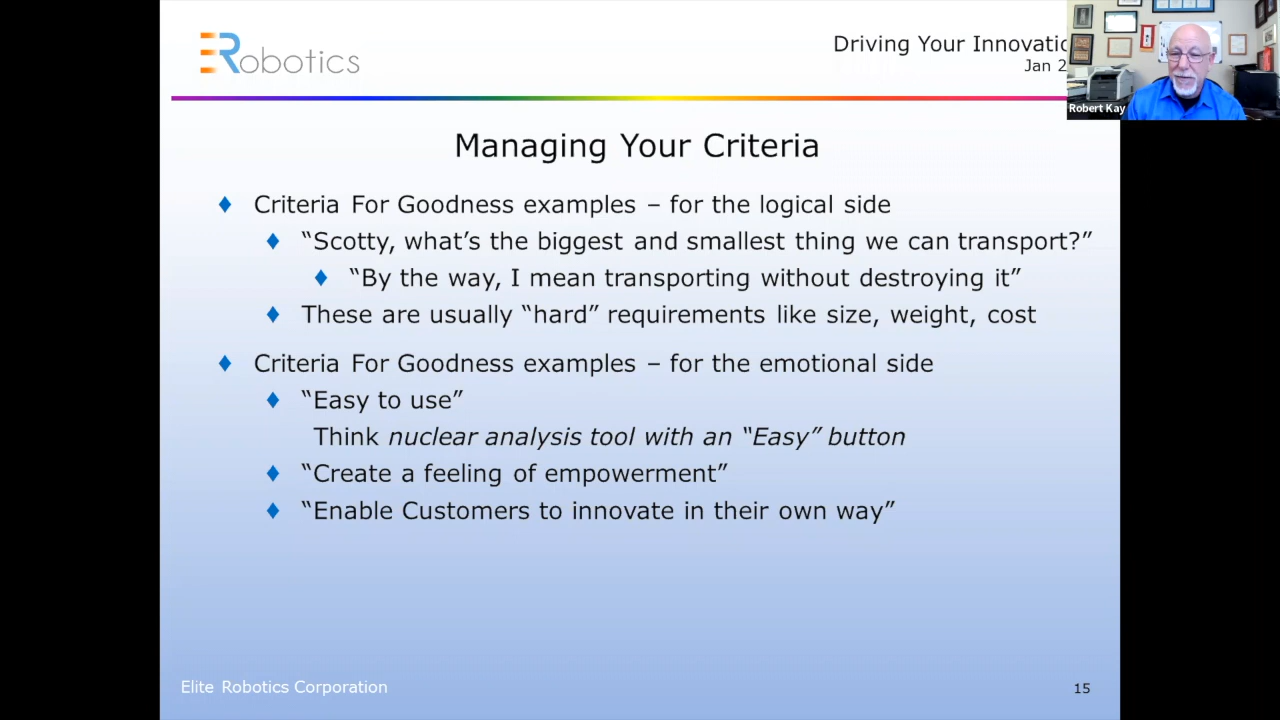 ERobotics
Driving Your Innovatio
Jan 2
Robert Kay
Managing Your Criteria
Criteria For Goodness examples – for the logical side
“Scotty, what’s the biggest and smallest thing we can transport?”
“By the way, I mean transporting without destroying it”
These are usually “hard” requirements like size, weight, cost
Criteria For Goodness examples – for the emotional side
“Easy to use”
Think nuclear analysis tool with an “Easy” button
“Create a feeling of empowerment”
“Enable Customers to innovate in their own way”
Elite Robotics Corporation
15